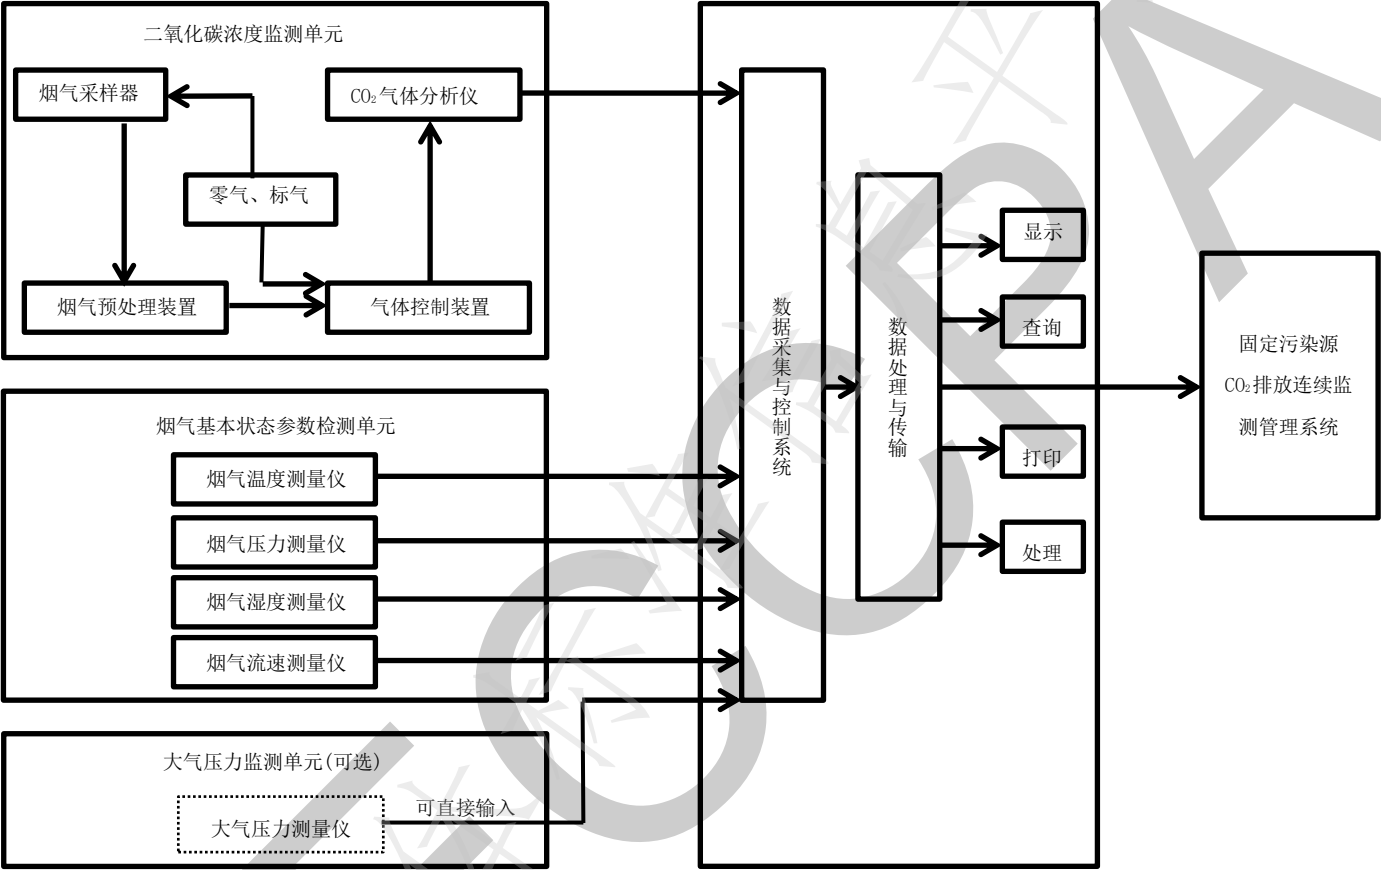 二氧化碳浓度监测单元
烟气采样器
CO₂气体分析仪
零气、标气
烟气预处理装置
气体控制装置
烟气基本状态参数检测单元
烟气温度测量仪
烟气压力测量仪
烟气湿度测量仪
烟气流速测量仪
大气压力监测单元(可选)
大气压力测量仪
可直接输入
数据采集与控制系统
数据处理与传输
显示
查询
打印
处理
固定污染源
CO₂排放连续监
测管理系统